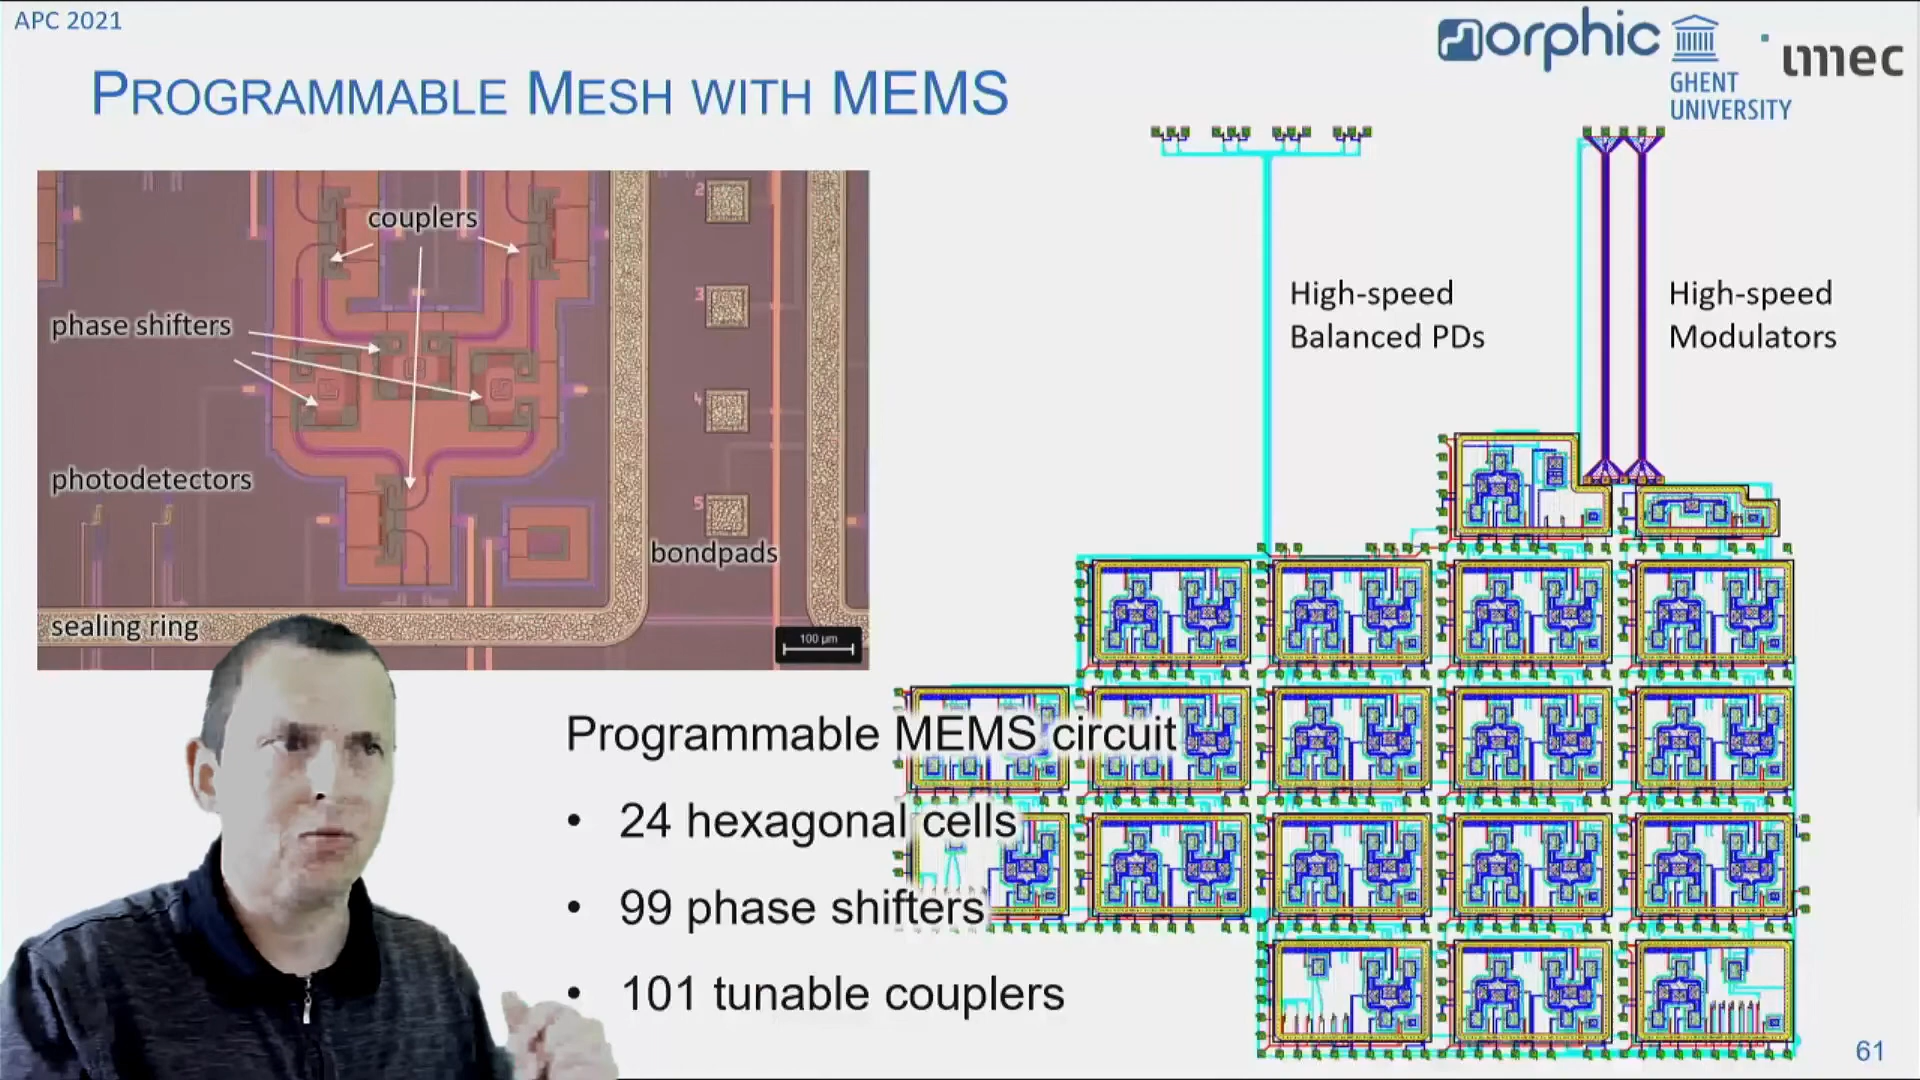 APC 2021
morphic
GHENT
UNIVERSITY
imec
PROGRAMMABLE MESH WITH MEMS
couplers
phase shifters
photodetectors
bondpads
sealing ring
2
3
4
5
100 µm
High-speed
Balanced PDs
High-speed
Modulators
Programmable MEMS circuit
• 24 hexagonal cells
• 99 phase shifters
• 101 tunable couplers
61